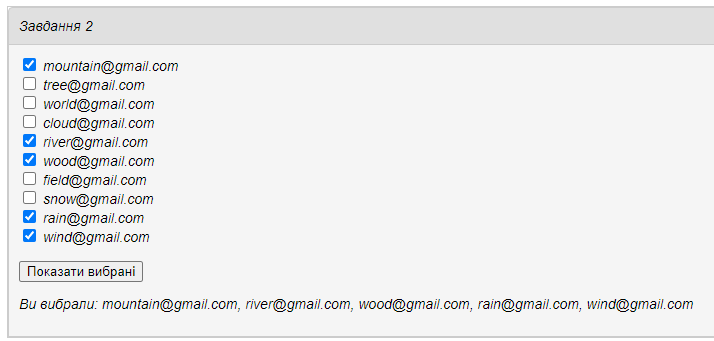 Завдання 2
mountain@gmail.com
tree@gmail.com
world@gmail.com
cloud@gmail.com
river@gmail.com
wood@gmail.com
field@gmail.com
snow@gmail.com
rain@gmail.com
wind@gmail.com
Показати вибрані
Ви вибрали: mountain@gmail.com, river@gmail.com, wood@gmail.com, rain@gmail.com, wind@gmail.com